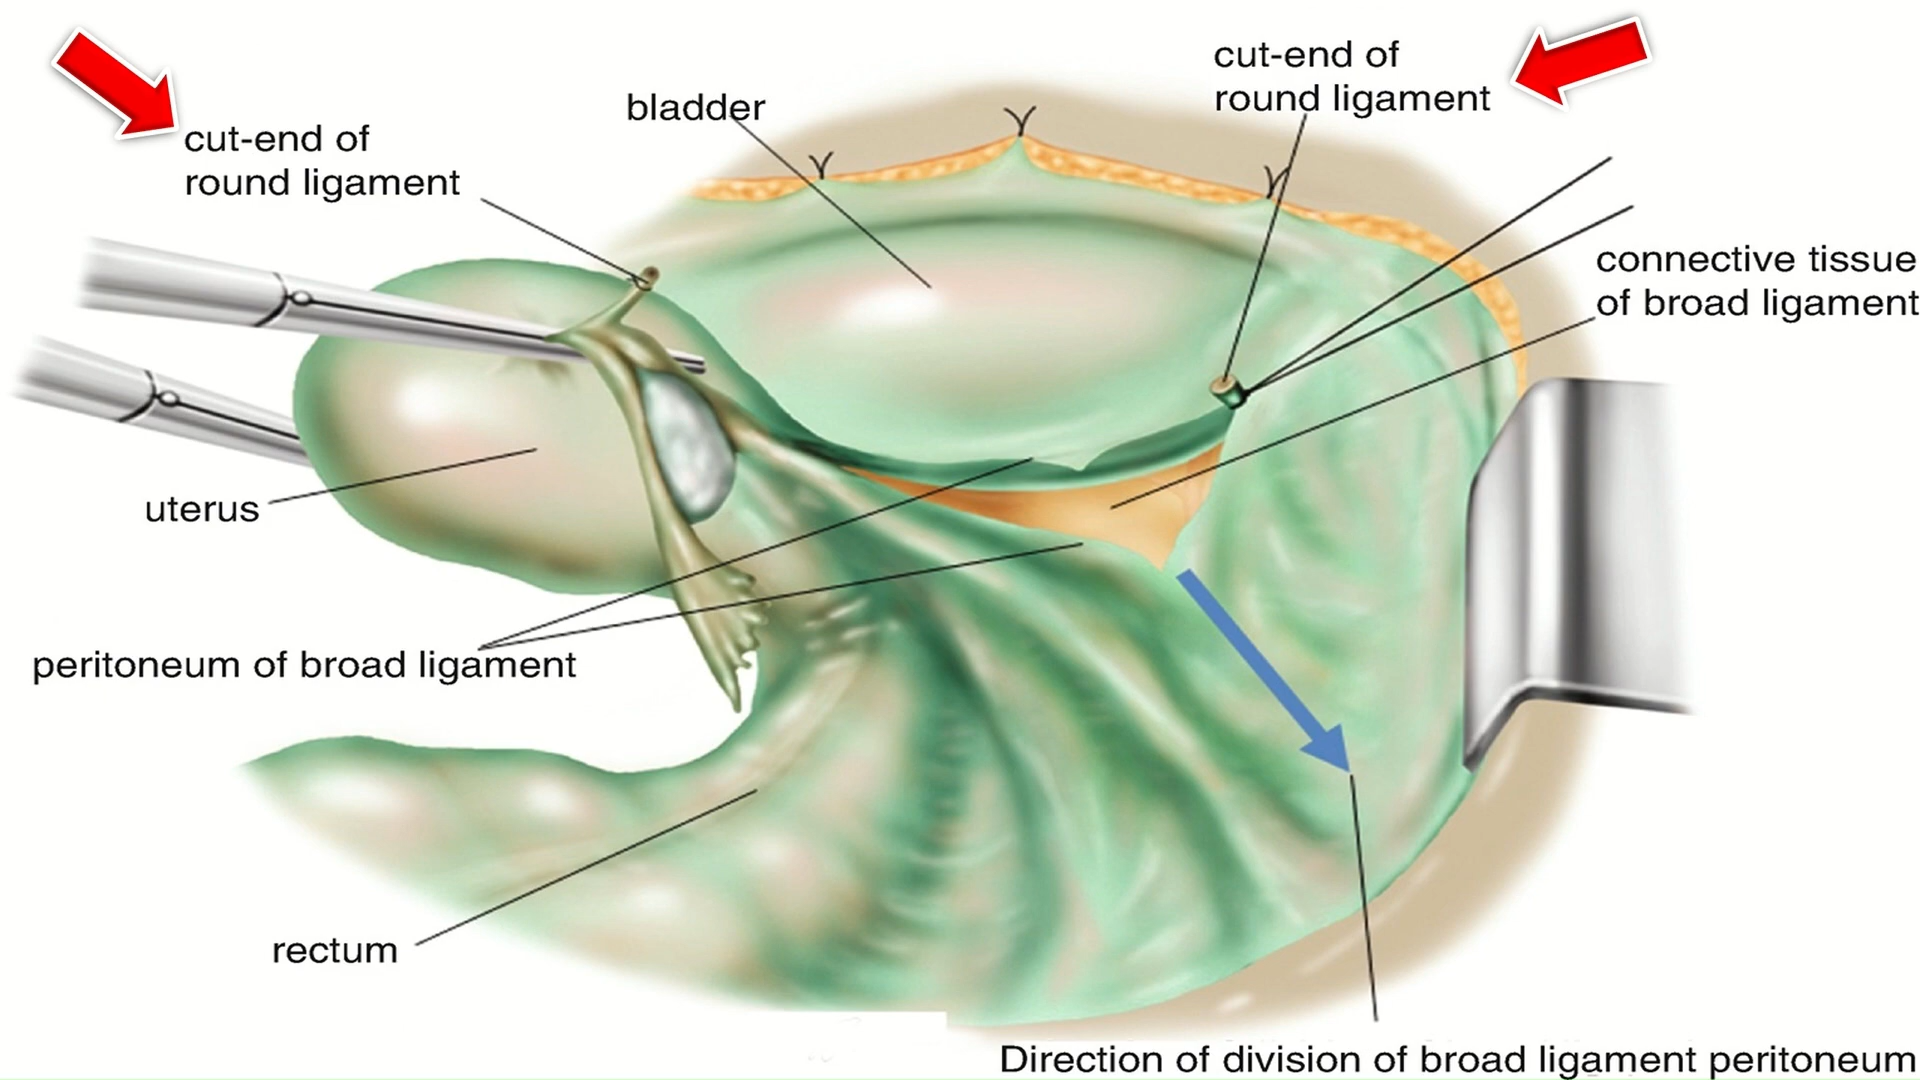 cut-end of
round ligament
bladder
cut-end of
round ligament
connective tissue
of broad ligament
uterus
peritoneum of broad ligament
rectum
Direction of division of broad ligament peritoneum